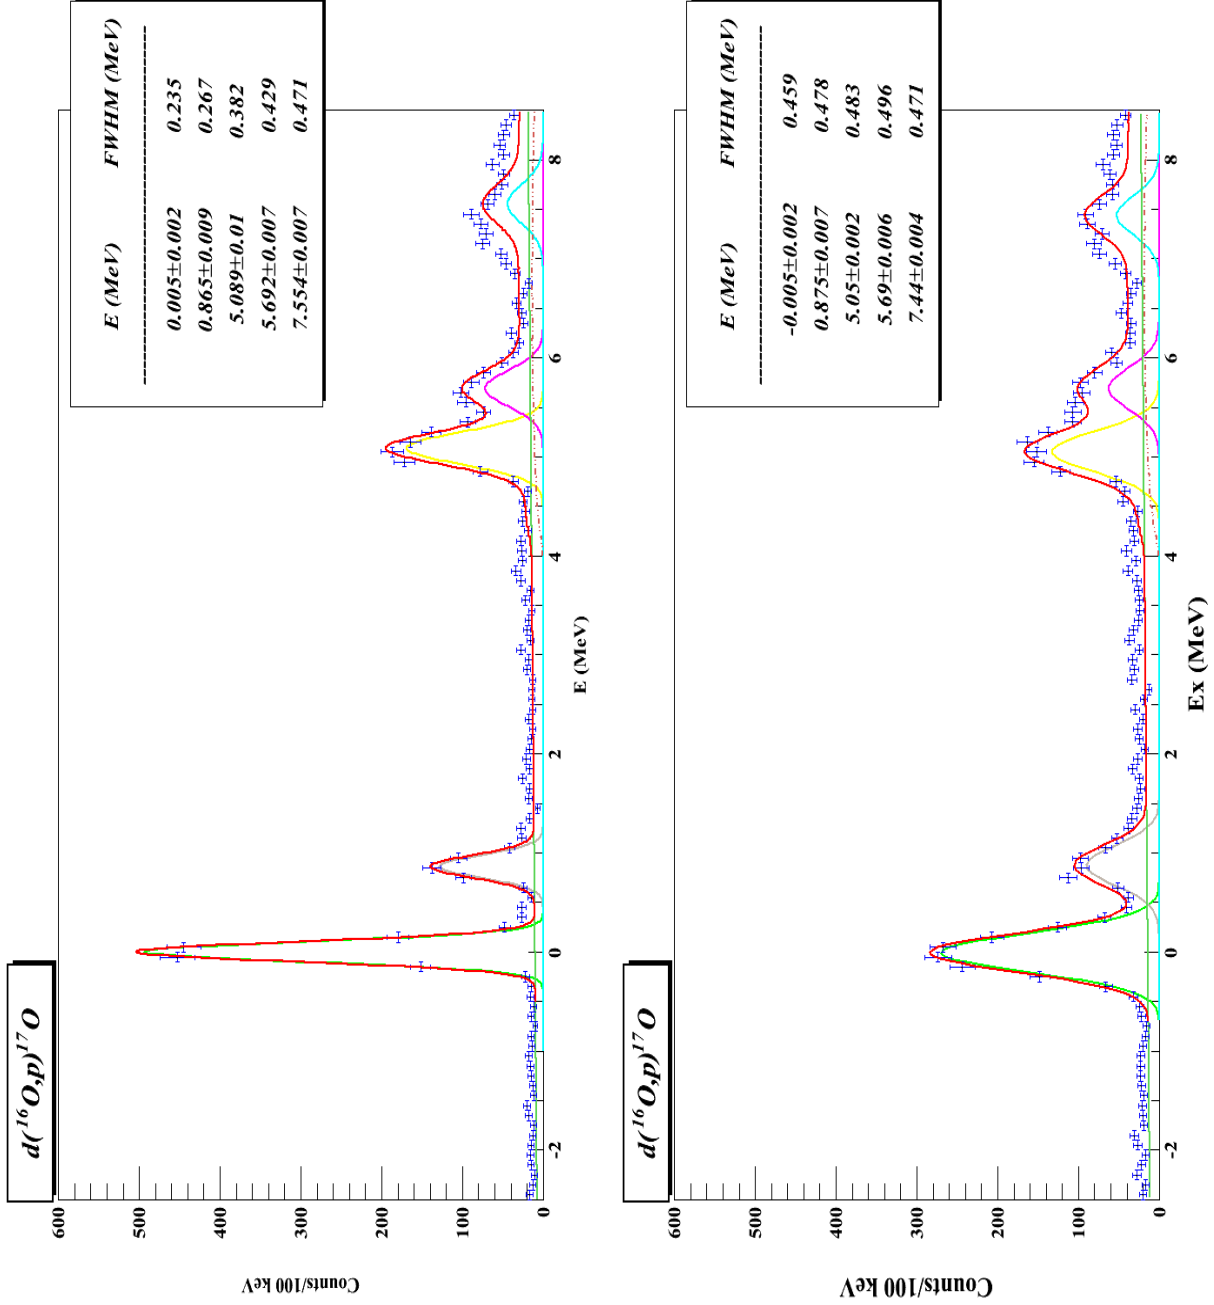 d(¹⁶O,p)¹⁷O
E (MeV) FWHM (MeV)
0.005±0.002 0.235
0.865±0.009 0.267
5.089±0.01 0.382
5.692±0.007 0.429
7.554±0.007 0.471
Counts/100 keV
600
500
400
300
200
100
0
-2 0 2 4 6 8
E (MeV)
d(¹⁶O,p)¹⁷O
E (MeV) FWHM (MeV)
-0.005±0.002 0.459
0.875±0.007 0.478
5.05±0.002 0.483
5.69±0.006 0.496
7.44±0.004 0.471
Counts/100 keV
600
500
400
300
200
100
0
-2 0 2 4 6 8
Ex (MeV)